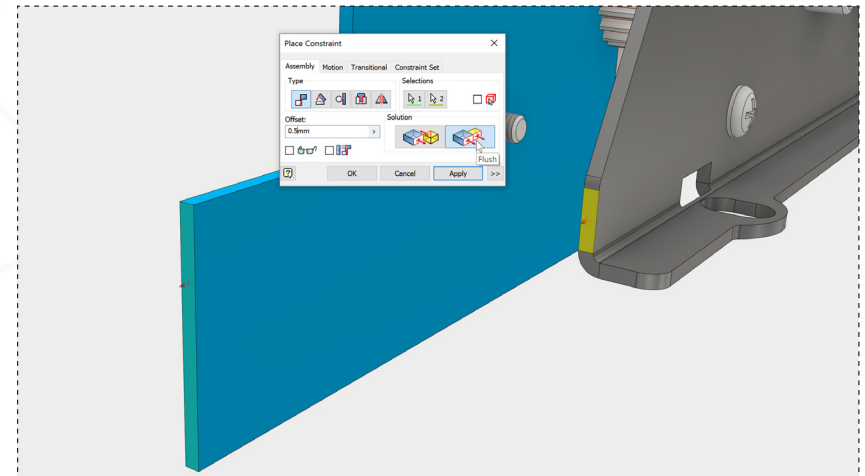 Place Constraint
Assembly Motion Transitional Constraint Set
Type
Selections
1 2
Offset:
Solution
0.5mm >
Flush
? OK Cancel Apply >>